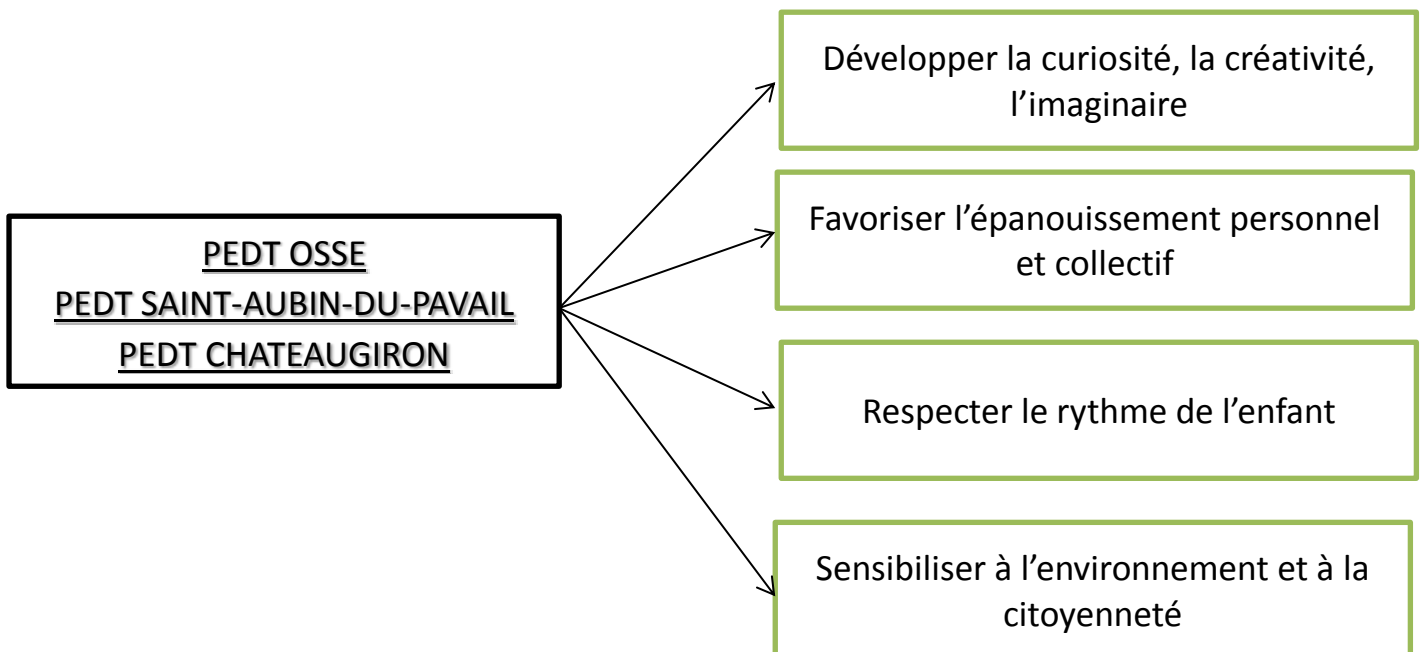 Développer la curiosité, la créativité,
l’imaginaire
Favoriser l’épanouissement personnel
et collectif
PEDT OSSE
PEDT SAINT-AUBIN-DU-PAVAIL
PEDT CHATEAUGIRON
Respecter le rythme de l’enfant
Sensibiliser à l’environnement et à la
citoyenneté